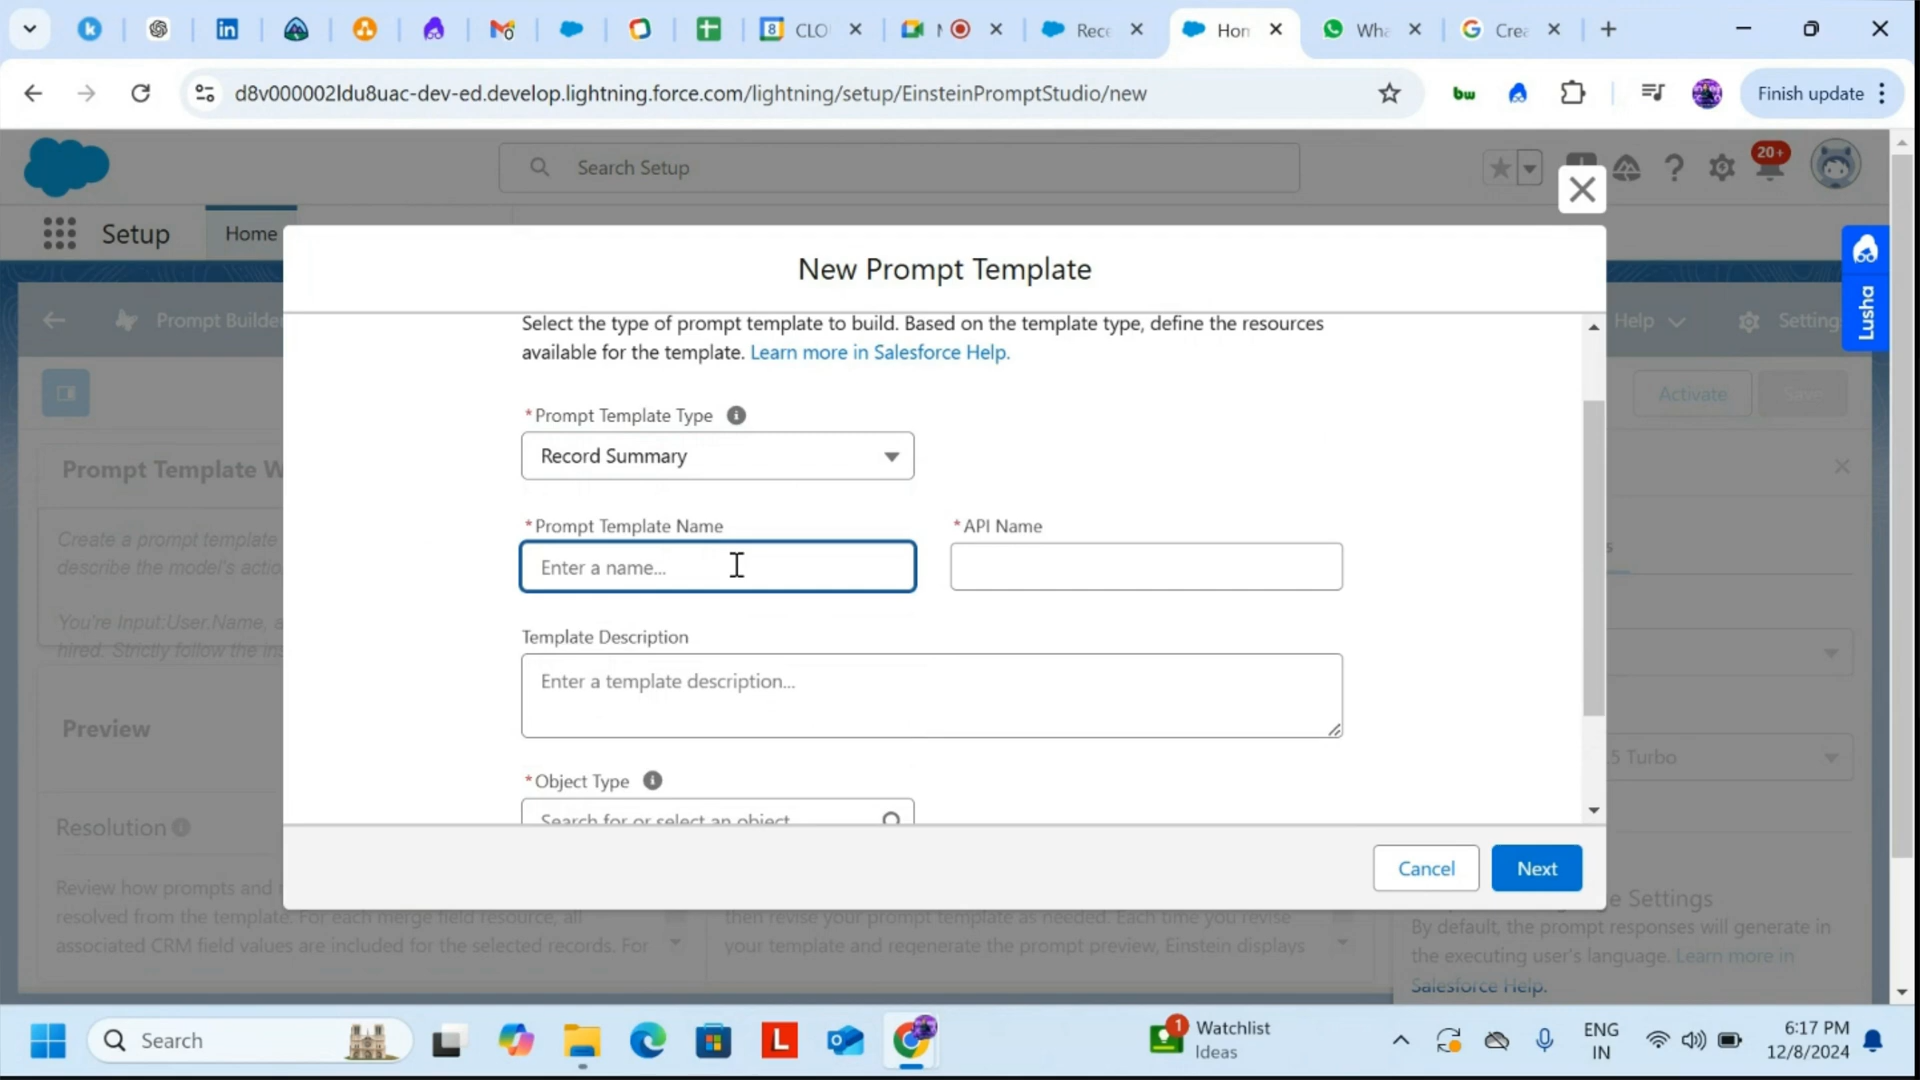 CLO
Rec
Hon
Wha
Crea
d8v000002ldu8uac-dev-ed.develop.lightning.force.com/lightning/setup/EinsteinPromptStudio/new
bw
Finish update
Search Setup
20+
Setup
Home
New Prompt Template
Prompt Builder
Help
Setting
Lusha
Select the type of prompt template to build. Based on the template type, define the resources
available for the template. Learn more in Salesforce Help.
Activate
Save
*Prompt Template Type
Record Summary
Prompt Template W
*Prompt Template Name
*API Name
Enter a name...
Create a prompt template
describe the model's actio
You're Input:User.Name, a
hired. Strictly follow the ins
Template Description
Enter a template description...
Preview
5 Turbo
*Object Type
Search for or select an object
Resolution
Cancel
Next
Review how prompts and
resolved from the template. For each merge field resource, all
associated CRM field values are included for the selected records. For
then revise your prompt template as needed. Each time you revise
your template and regenerate the prompt preview, Einstein displays
e Settings
By default, the prompt responses will generate in
the executing user's language. Learn more in
Salesforce Help.
Search
L
1
Watchlist
Ideas
ENG
IN
6:17 PM
12/8/2024